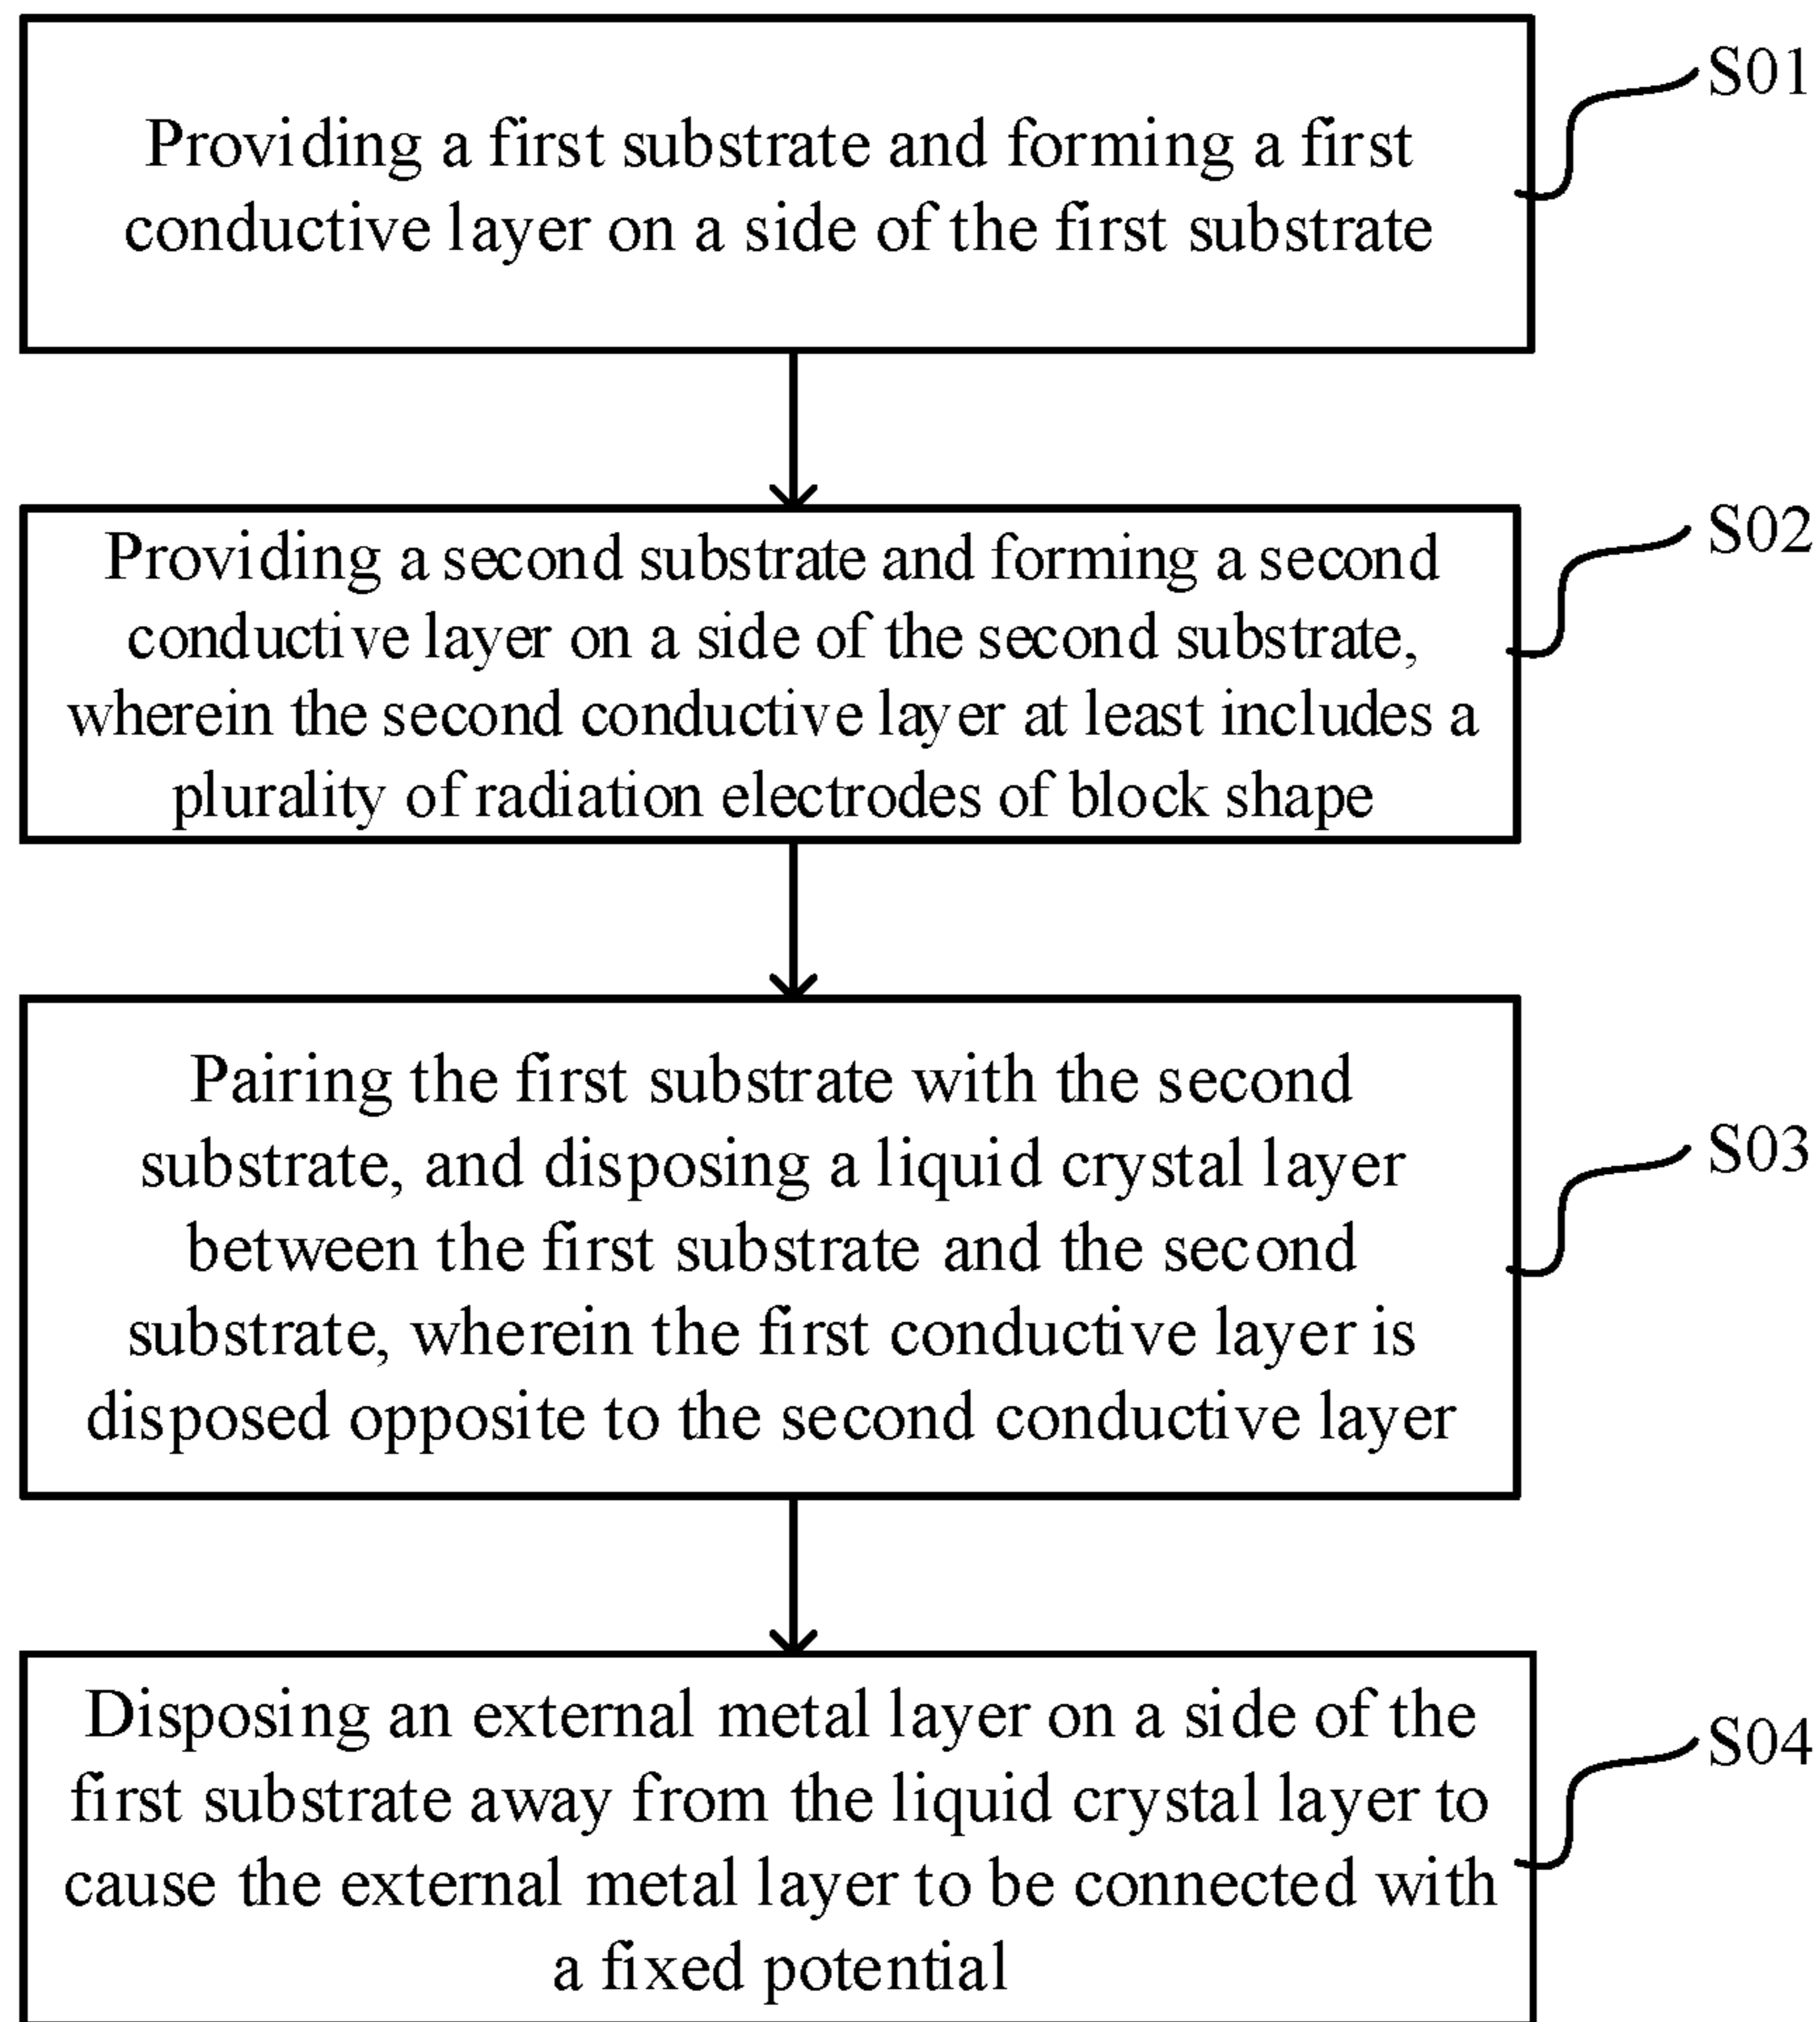 Providing a first substrate and forming a first
conductive layer on a side of the first substrate
S01
Providing a second substrate and forming a second
conductive layer on a side of the second substrate,
wherein the second conductive layer at least includes a
plurality of radiation electrodes of block shape
S02
Pairing the first substrate with the second
substrate, and disposing a liquid crystal layer
between the first substrate and the second
substrate, wherein the first conductive layer is
disposed opposite to the second conductive layer
S03
Disposing an external metal layer on a side of the
first substrate away from the liquid crystal layer to
cause the external metal layer to be connected with
a fixed potential
S04